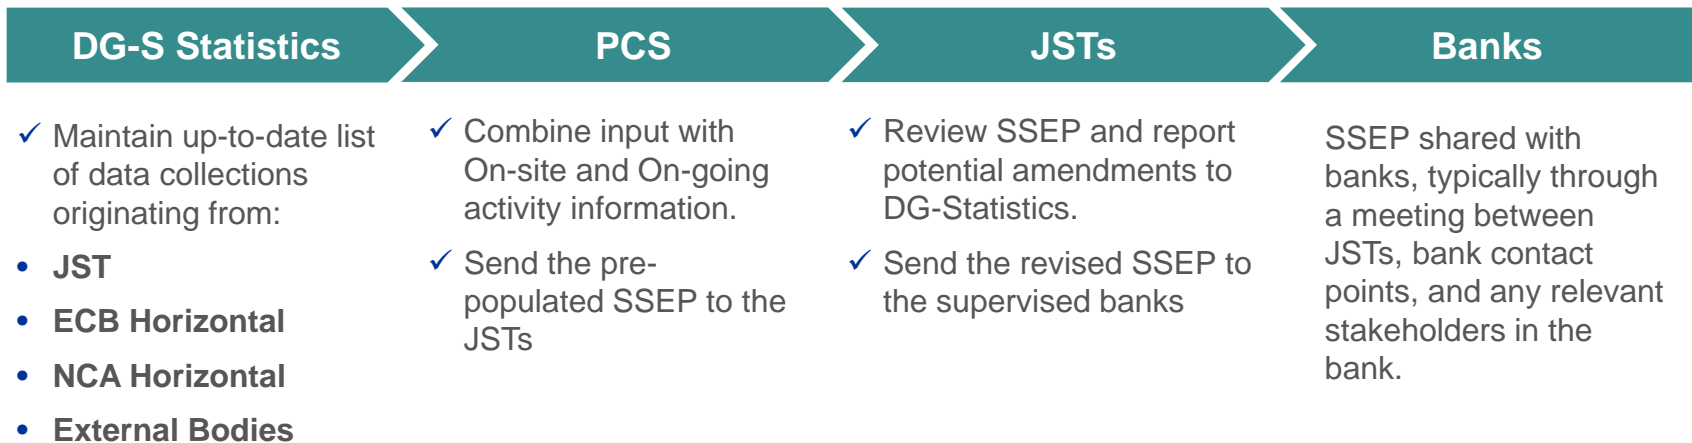 DG-S Statistics
PCS
JSTs
Banks
✓ Maintain up-to-date list
of data collections
originating from:
• JST
• ECB Horizontal
• NCA Horizontal
• External Bodies
✓ Combine input with
On-site and On-going
activity information.
✓ Send the pre-
populated SSEP to the
JSTs
✓ Review SSEP and report
potential amendments to
DG-Statistics.
✓ Send the revised SSEP to
the supervised banks
SSEP shared with
banks, typically through
a meeting between
JSTs, bank contact
points, and any relevant
stakeholders in the
bank.